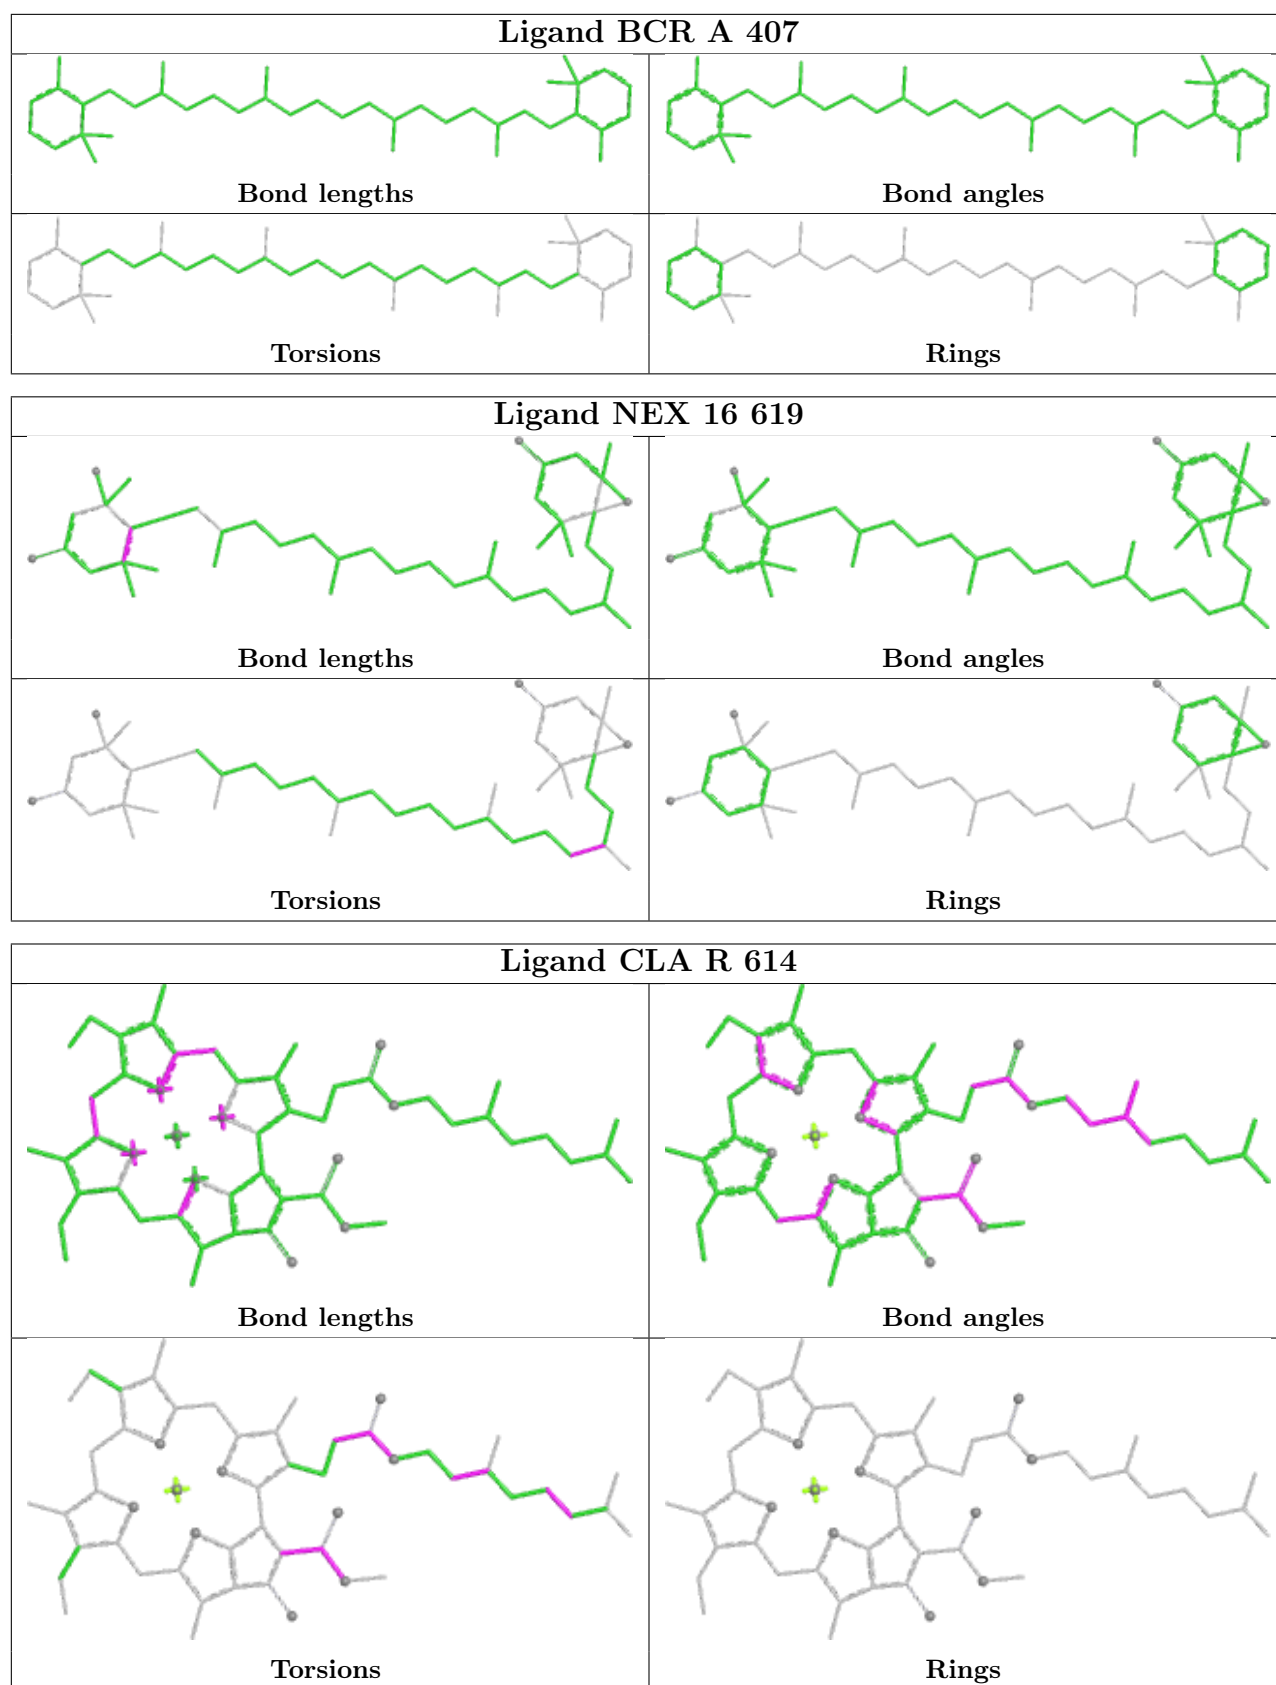 Ligand BCR A 407
Bond lengths
Bond angles
Torsions
Rings
Ligand NEX 16 619
Bond lengths
Bond angles
Torsions
Rings
Ligand CLA R 614
Bond lengths
Bond angles
Torsions
Rings